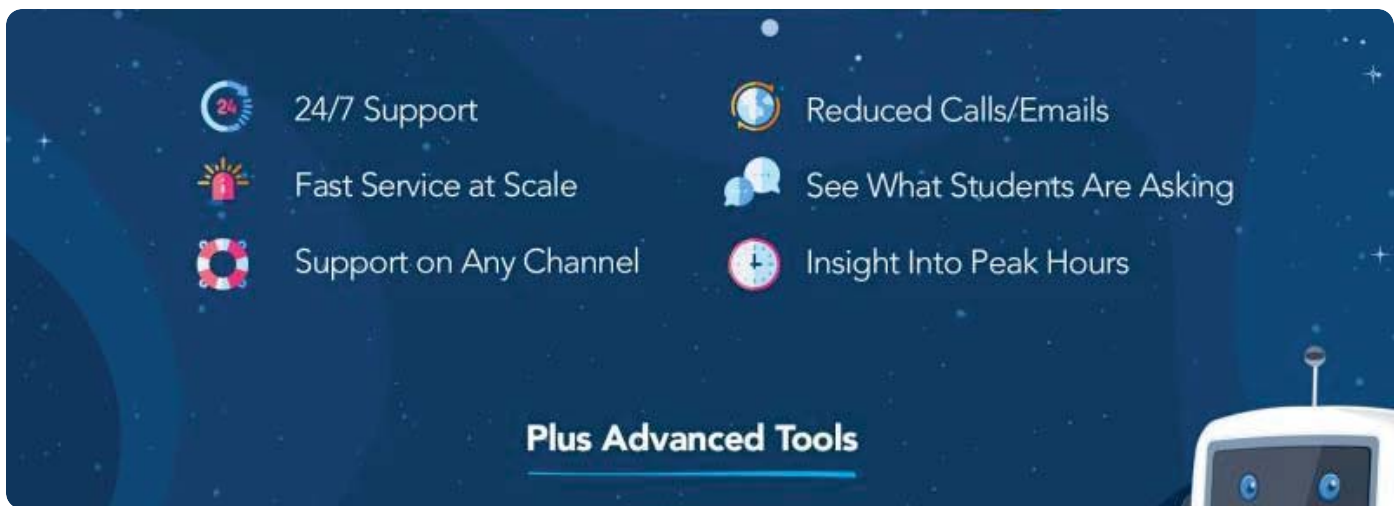 24
24/7 Support
Fast Service at Scale
Support on Any Channel
Reduced Calls/Emails
See What Students Are Asking
Insight Into Peak Hours
Plus Advanced Tools